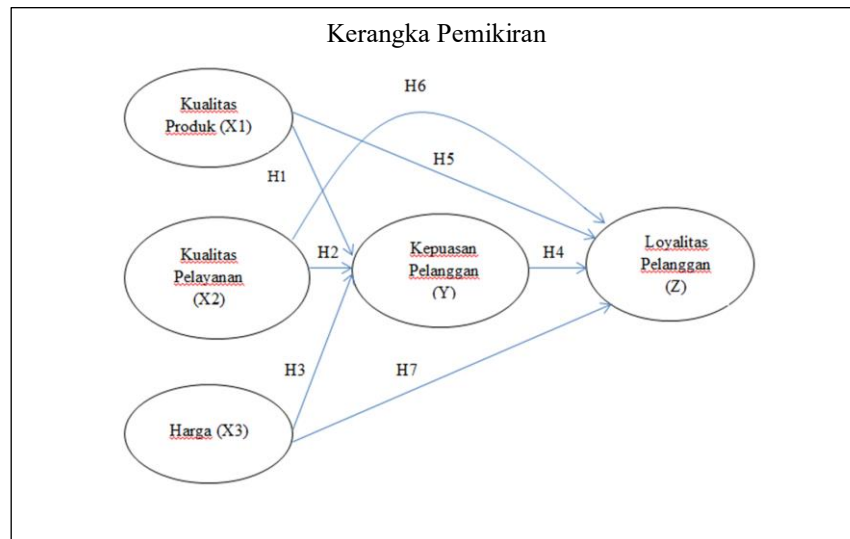 Kerangka Pemikiran
H6
Kualitas
Produk (X1)
H5
H1
Kualitas
Pelayanan
(X2)
H2
Kepuasan
Pelanggan
(Y)
H4
Loyalitas
Pelanggan
(Z)
H3
H7
Harga (X3)